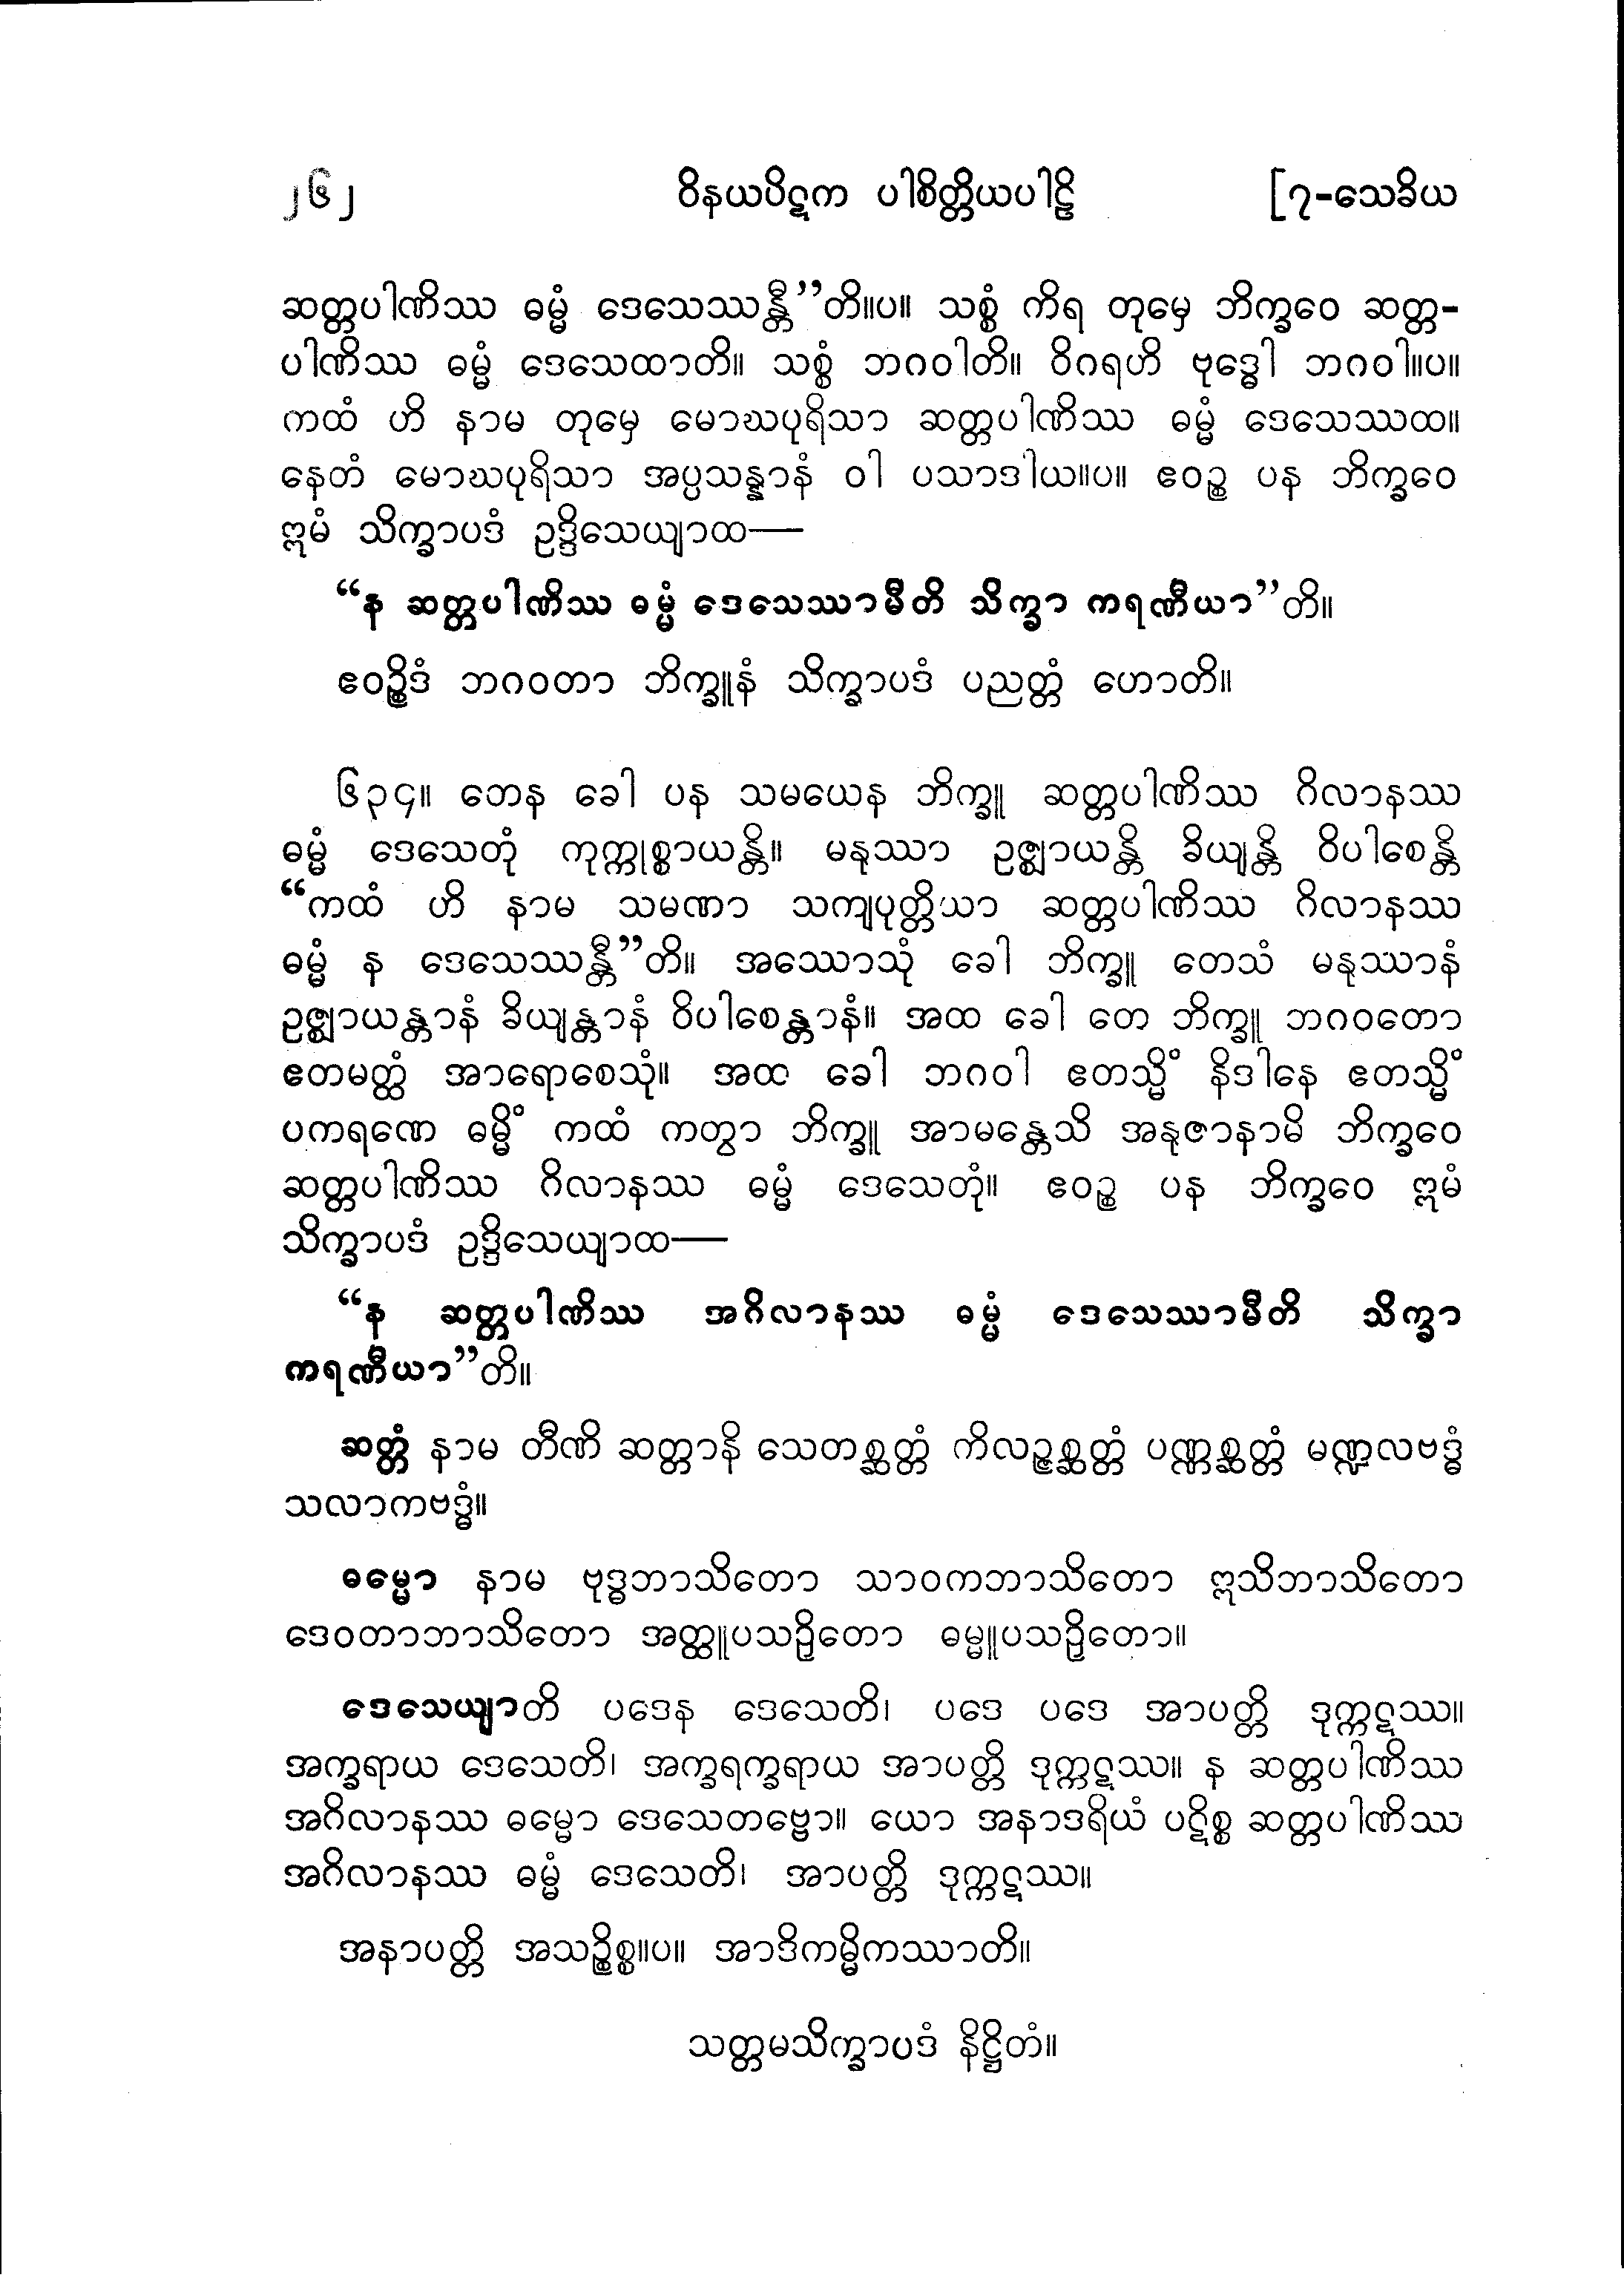 ၂၆၂ ဝိနယပိဋက ပါစိတ္တိယပါဠိ [၇-သေခိယ
ဆတ္တပါဏိဿ ဓမ္မံ ဒေသေဿန္တီ”တိ။ပ။ သစ္စံ ကိရ တုမှေ ဘိက္ခဝေ ဆတ္တ-
ပါဏိဿ ဓမ္မံ ဒေသေထာတိ။ သစ္စံ ဘဂဝါတိ။ ဝိဂရဟိ ဗုဒ္ဓေါ ဘဂဝါ။ပ။
ကထံ ဟိ နာမ တုမှေ မောဃပုရိသာ ဆတ္တပါဏိဿ ဓမ္မံ ဒေသေဿထ။
နေတံ မောဃပုရိသာ အပ္ပသန္နာနံ ဝါ ပသာဒါယ။ပ။ ဧဝဉ္စ ပန ဘိက္ခဝေ
ဣမံ သိက္ခာပဒံ ဥဒ္ဒိသေယျာထ—
“န ဆတ္တပါဏိဿ ဓမ္မံ ဒေသေဿာမီတိ သိက္ခာ ကရဏီယာ”တိ။
ဧဝဉ္စိဒံ ဘဂဝတာ ဘိက္ခူနံ သိက္ခာပဒံ ပညတ္တံ ဟောတိ။
၆၃၄။ တေန ခေါ ပန သမယေန ဘိက္ခူ ဆတ္တပါဏိဿ ဂိလာနဿ
ဓမ္မံ ဒေသေတုံ ကုက္ကုစ္စာယန္တိ။ မနုဿာ ဥဇ္ဈာယန္တိ ခိယျန္တိ ဝိပါစေန္တိ
“ကထံ ဟိ နာမ သမဏာ သကျပုတ္တိယာ ဆတ္တပါဏိဿ ဂိလာနဿ
ဓမ္မံ န ဒေသေဿန္တီ”တိ။ အဿောသုံ ခေါ ဘိက္ခူ တေသံ မနုဿာနံ
ဥဇ္ဈာယန္တာနံ ခိယျန္တာနံ ဝိပါစေန္တာနံ။ အထ ခေါ တေ ဘိက္ခူ ဘဂဝတော
ဧတမတ္ထံ အာရောစေသုံ။ အထ ခေါ ဘဂဝါ ဧတသ္မိံ နိဒါနေ ဧတသ္မိံ
ပကရဏေ ဓမ္မိံ ကထံ ကတွာ ဘိက္ခူ အာမန္တေသိ အနုဇာနာမိ ဘိက္ခဝေ
ဆတ္တပါဏိဿ ဂိလာနဿ ဓမ္မံ ဒေသေတုံ။ ဧဝဉ္စ ပန ဘိက္ခဝေ ဣမံ
သိက္ခာပဒံ ဥဒ္ဒိသေယျာထ—
“န ဆတ္တပါဏိဿ အဂိလာနဿ ဓမ္မံ ဒေသေဿာမီတိ သိက္ခာ
ကရဏီယာ”တိ။
ဆတ္တံ နာမ တီဏိ ဆတ္တာနိ သေတစ္ဆတ္တံ ကိလဉ္ဇစ္ဆတ္တံ ပဏ္ဏစ္ဆတ္တံ မဏ္ဍလဗဒ္ဓံ
သလာကဗဒ္ဓံ။
ဓမ္မော နာမ ဗုဒ္ဓဘာသိတော သာဝကဘာသိတော ဣသိဘာသိတော
ဒေဝတာဘာသိတော အတ္ထူပသဉှိတော ဓမ္မူပသဉှိတော။
ဒေသေယျာတိ ပဒေန ဒေသေတိ၊ ပဒေ ပဒေ အာပတ္တိ ဒုက္ကဋဿ။
အက္ခရာယ ဒေသေတိ၊ အက္ခရက္ခရာယ အာပတ္တိ ဒုက္ကဋဿ။ န ဆတ္တပါဏိဿ
အဂိလာနဿ ဓမ္မော ဒေသေတဗ္ဗော။ ယော အနာဒရိယံ ပဋိစ္စ ဆတ္တပါဏိဿ
အဂိလာနဿ ဓမ္မံ ဒေသေတိ၊ အာပတ္တိ ဒုက္ကဋဿ။
အနာပတ္တိ အသဉ္စိစ္စ။ပ။ အာဒိကမ္မိကဿာတိ။
သတ္တမသိက္ခာပဒံ နိဋ္ဌိတံ။